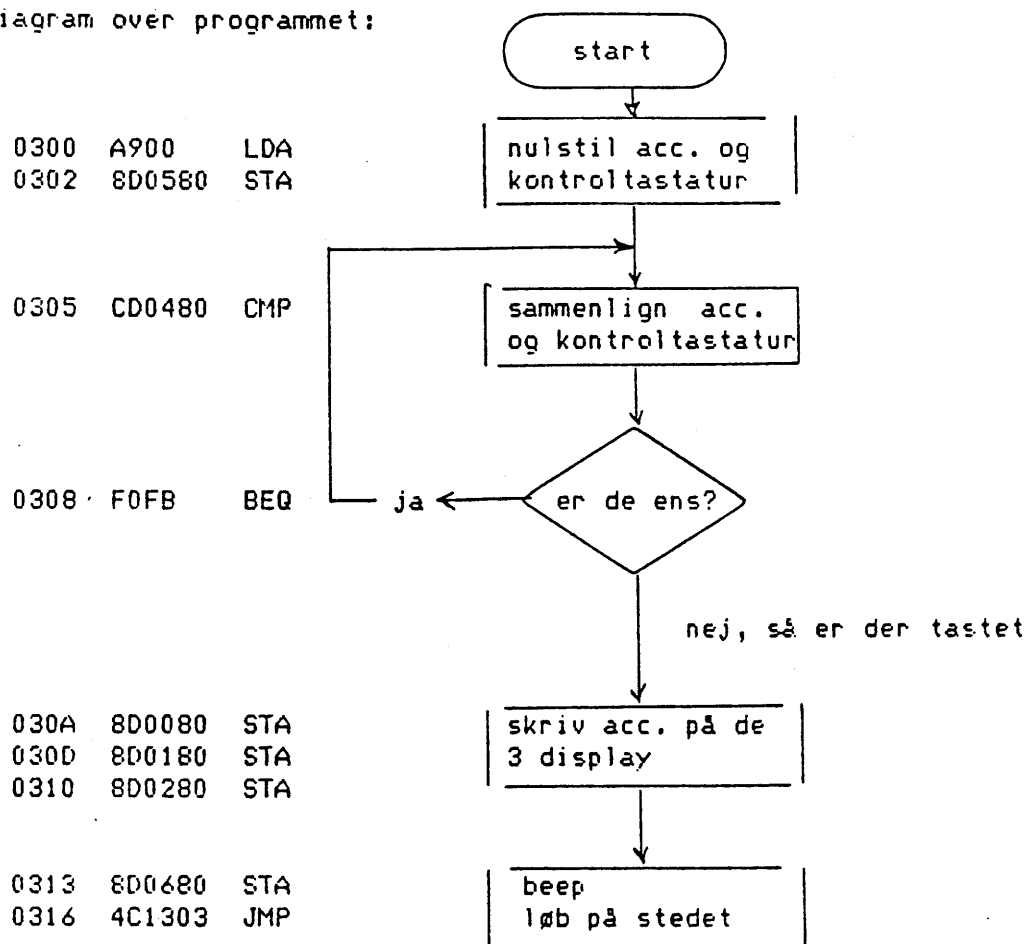 iagram over programmet:
start
0300 A900 LDA
0302 8D0580 STA
nulstil acc. og
kontroltastatur
0305 CD0480 CMP
sammenlign acc.
og kontroltastatur
0308 F0FB BEQ
ja
er de ens?
nej, så er der tastet
030A 8D0080 STA
030D 8D0180 STA
0310 8D0280 STA
skriv acc. på de
3 display
0313 8D0680 STA
0316 4C1303 JMP
beep
løb på stedet